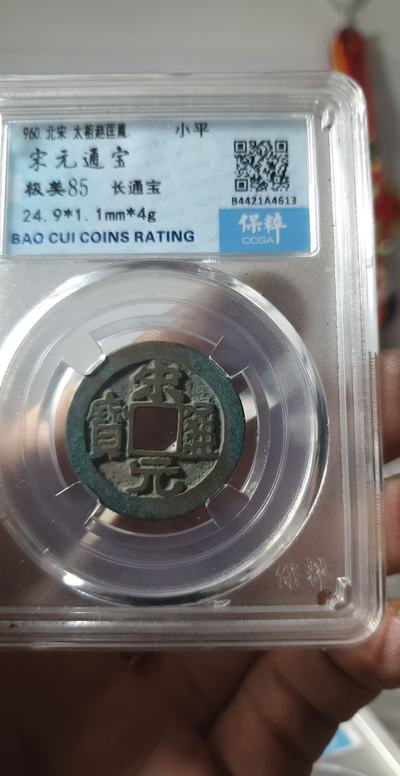 960 北宋 太祖赵匡胤 小平
宋元通宝
极美85 长通宝
24.9*1.1mm*4g
B4421A4613
BAO CUI COINS RATING
保粹
CCGA
宋元通寳
保粹